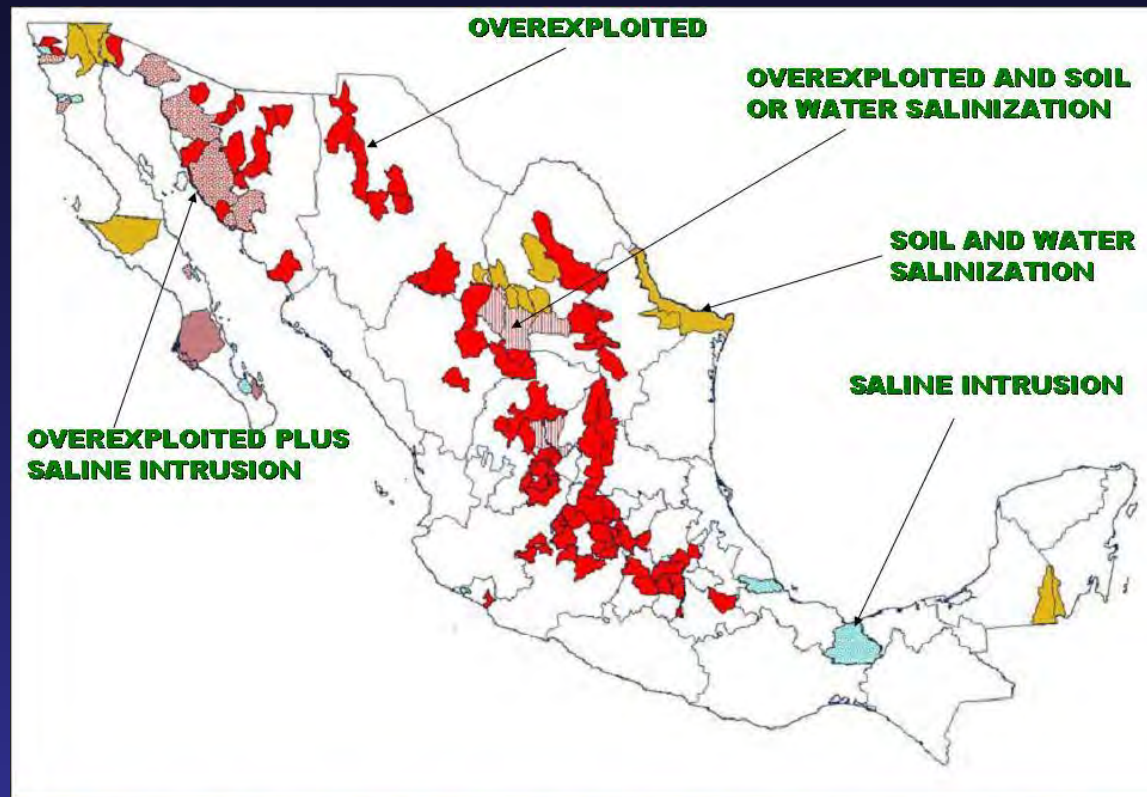 OVEREXPLOITED
OVEREXPLOITED AND SOIL
OR WATER SALINIZATION
SOIL AND WATER
SALINIZATION
SALINE INTRUSION
OVEREXPLOITED PLUS
SALINE INTRUSION